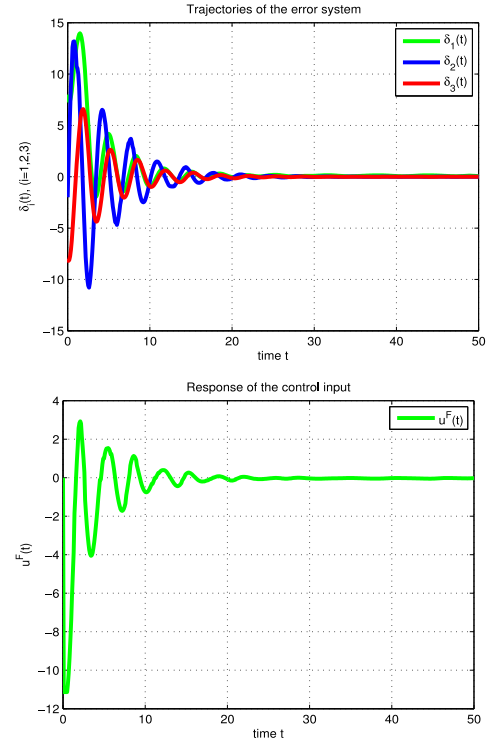 Trajectories of the error system
15
10
5
0
−5
−10
−15
δ₁(t)
δ₂(t)
δ₃(t)
δᵢ(t), (i=1,2,3)
0 10 20 30 40 50
time t
Response of the control input
4
2
0
−2
−4
−6
−8
−10
−12
uᶠ(t)
uᶠ(t)
0 10 20 30 40 50
time t